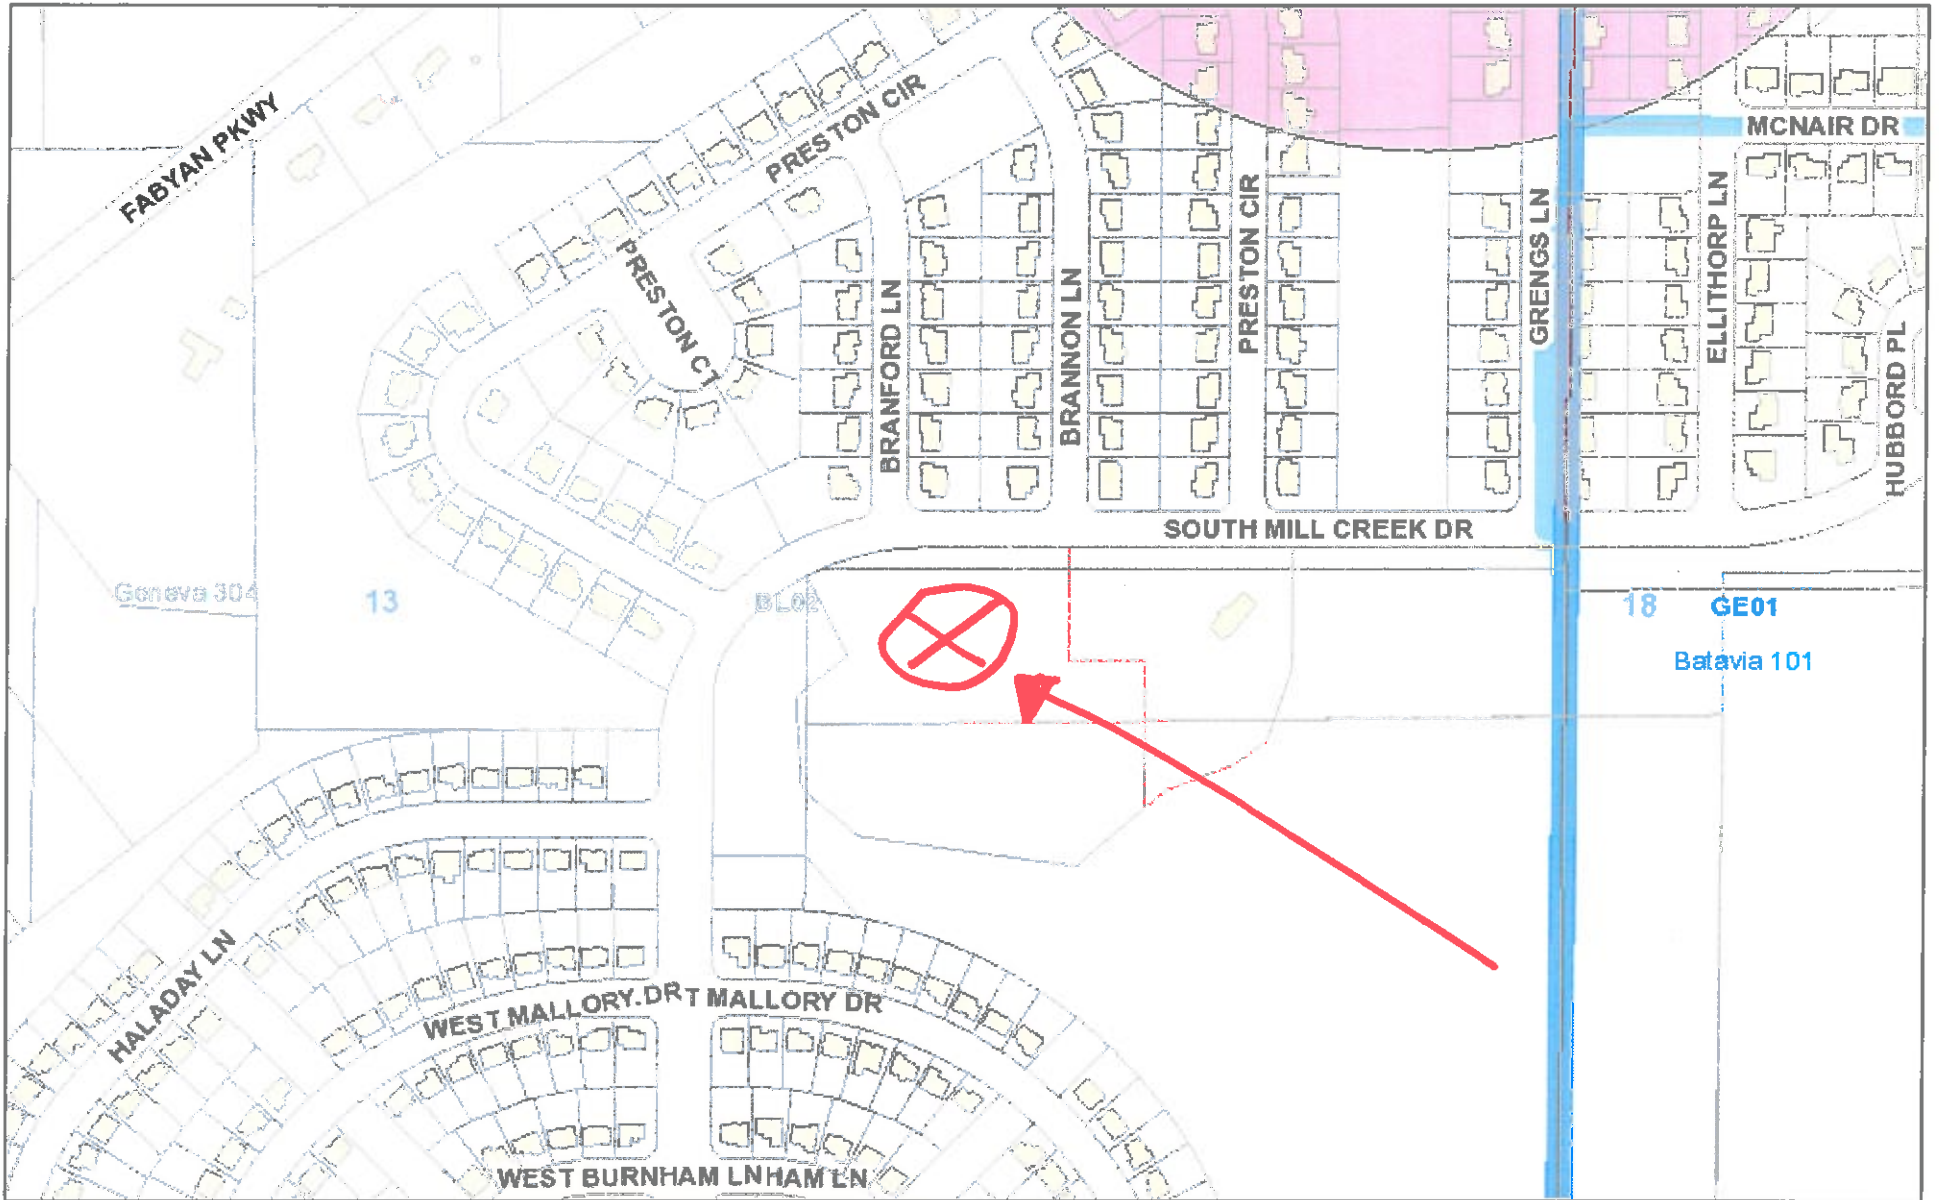 FABYAN PKWY
PRESTON CIR
MCNAIR DR
PRESTON CT
BRANFORD LN
BRANNON LN
PRESTON CIR
GRENGS LN
ELLITHORP LN
HUBBORD PL
SOUTH MILL CREEK DR
Geneva 304
13
BL02
18
GE01
Batavia 101
HALADAY LN
WEST MALLORY DR T MALLORY DR
WEST BURNHAM LN HAM LN